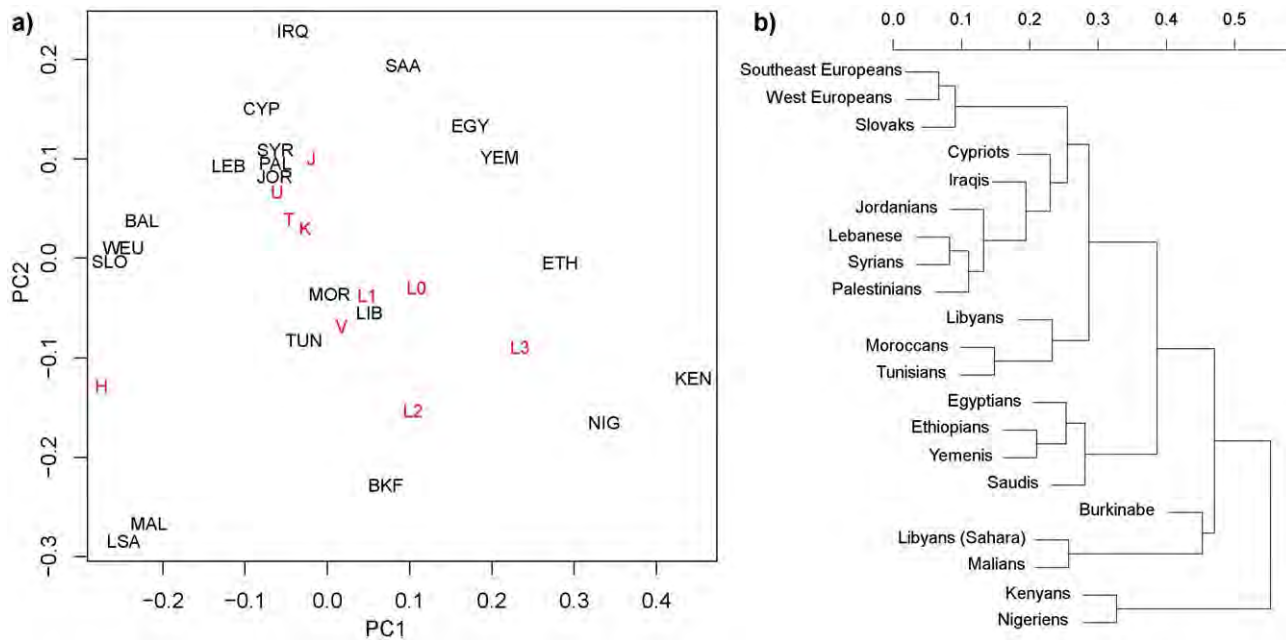 a)
IRQ
SAA
CYP
EGY
SYR
J
YEM
LEB
PAL
JOR
U
BAL
T
K
WEU
SLO
ETH
MOR
L1
L0
LIB
V
TUN
L3
H
KEN
L2
NIG
BKF
MAL
LSA
0.2
0.1
0.0
−0.1
−0.2
−0.3
PC2
−0.2
−0.1
0.0
0.1
0.2
0.3
0.4
PC1
b)
0.0 0.1 0.2 0.3 0.4 0.5
Southeast Europeans
West Europeans
Slovaks
Cypriots
Iraqis
Jordanians
Lebanese
Syrians
Palestinians
Libyans
Moroccans
Tunisians
Egyptians
Ethiopians
Yemenis
Saudis
Burkinabe
Libyans (Sahara)
Malians
Kenyans
Nigeriens